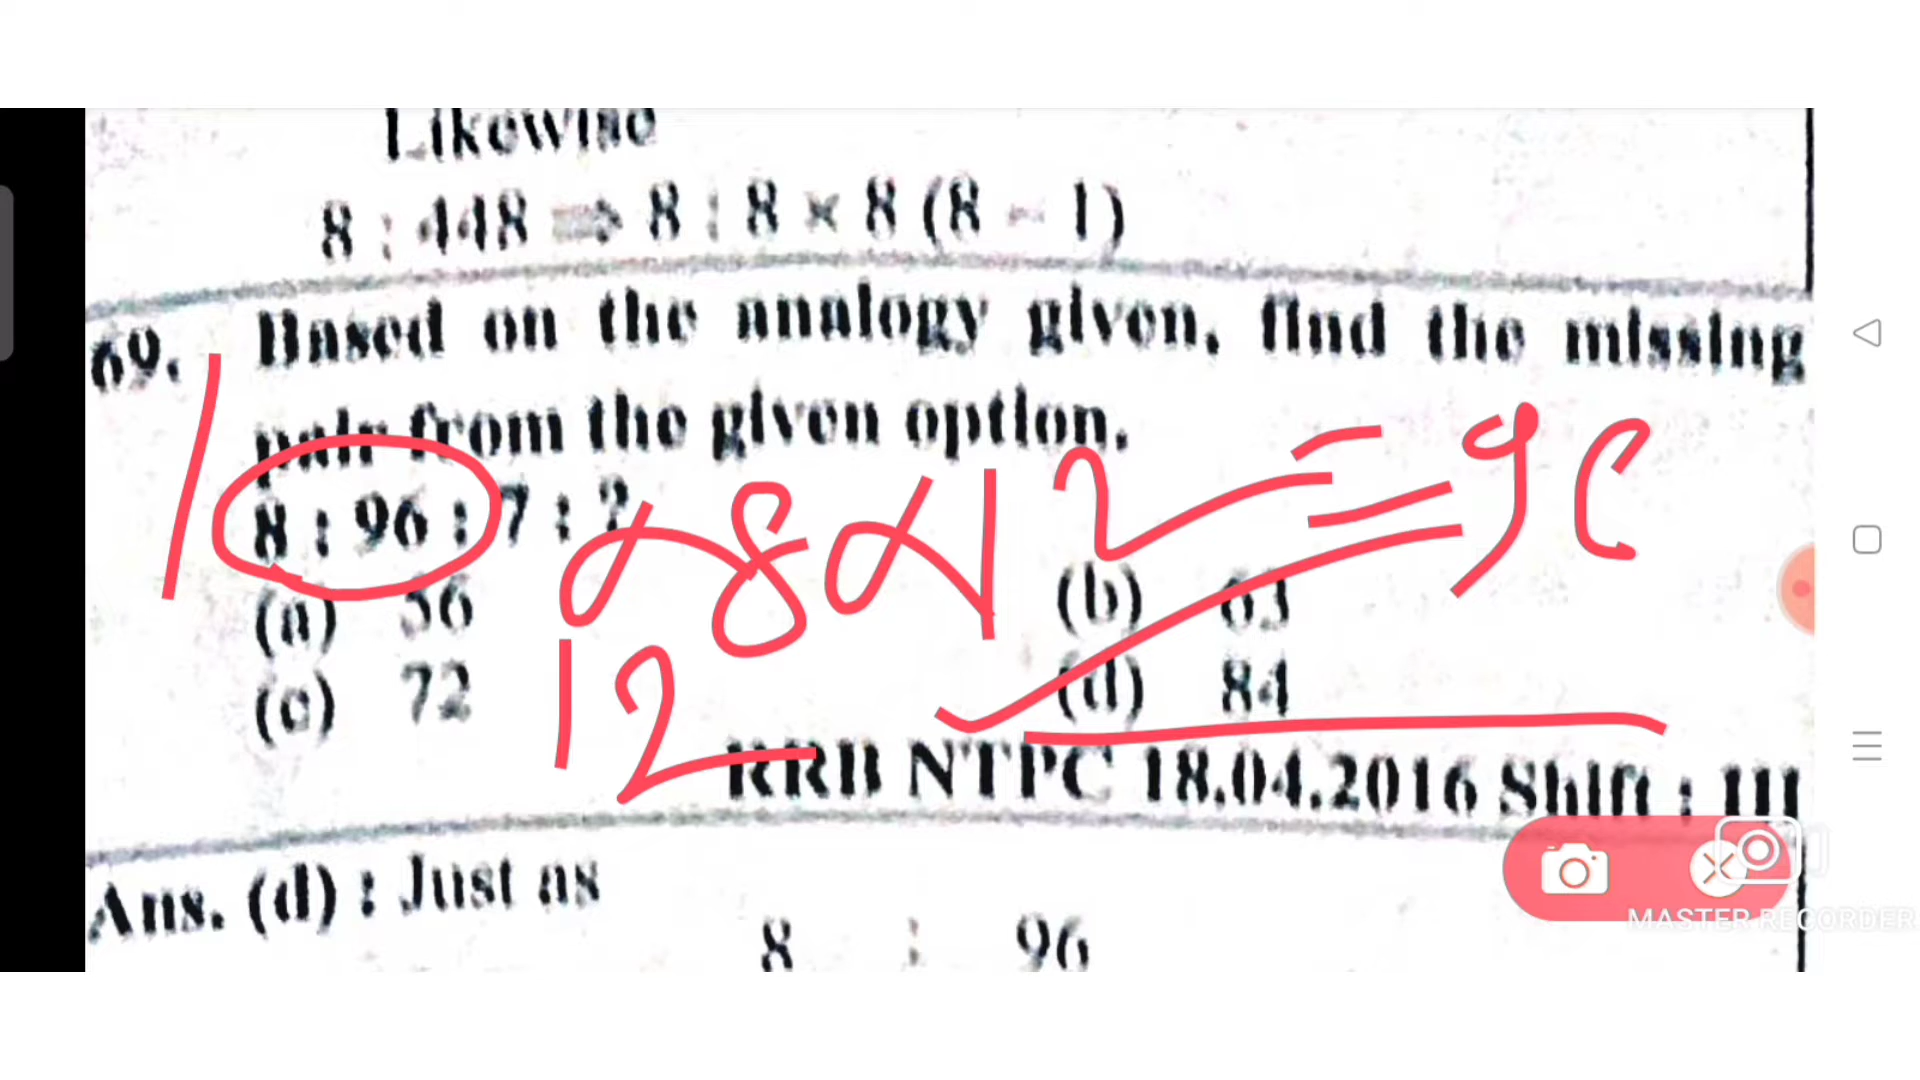 Likewise
8 : 448 ⇒ 8 : 8 × 8 (8 - 1)
69. Based on the analogy given, find the missing
pair from the given option.
8 : 96 : 7 : ?
8 × 12 = 96
(a) 56 (b) 63
12
(c) 72 (d) 84
RRB NTPC 18.04.2016 Shift : III
Ans. (d) : Just as
8 : 96
MASTER RECORDER